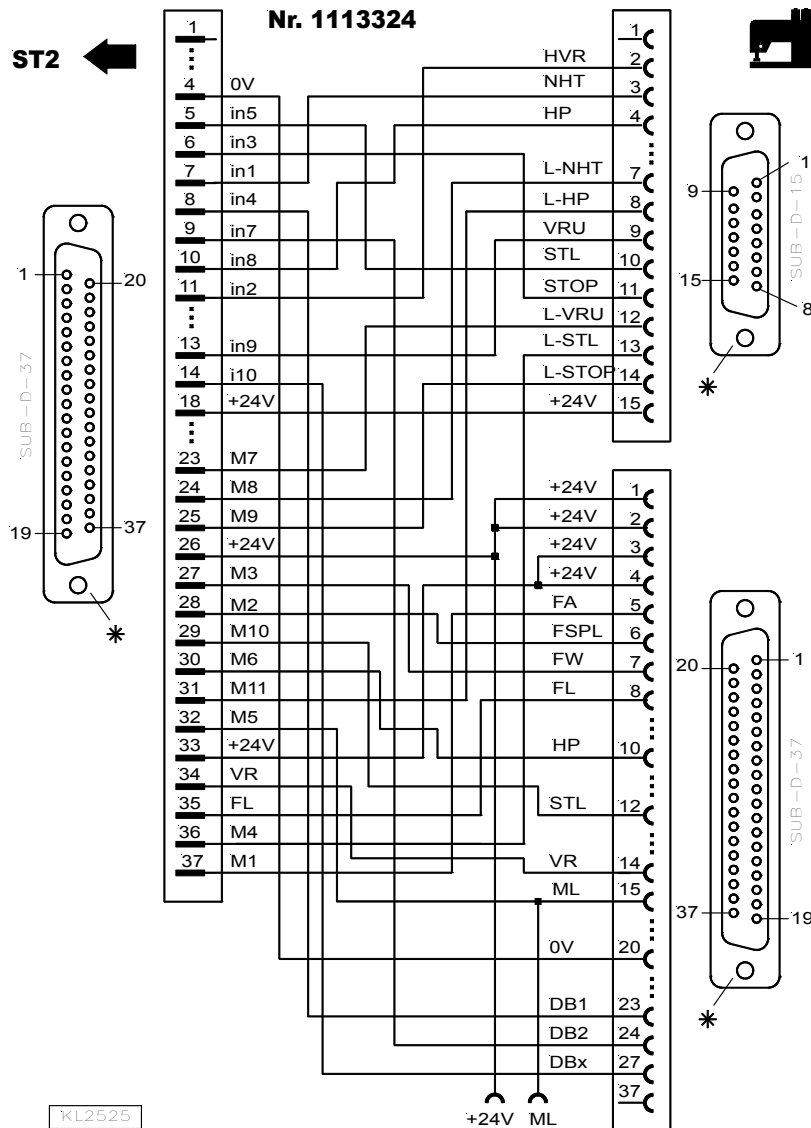 Nr. 1113324
ST2
1
4 0V
5 in5
6 in3
7 in1
8 in4
9 in7
10 in8
11 in2
13 in9
14 i10
18 +24V
23 M7
24 M8
25 M9
26 +24V
27 M3
28 M2
29 M10
30 M6
31 M11
32 M5
33 +24V
34 VR
35 FL
36 M4
37 M1
1
HVR 2
NHT 3
HP 4
L-NHT 7
L-HP 8
VRU 9
STL 10
STOP 11
L-VRU 12
L-STL 13
L-STOP 14
+24V 15
+24V 1
+24V 2
+24V 3
+24V 4
FA 5
FSPL 6
FW 7
FL 8
HP 10
STL 12
VR 14
ML 15
0V 20
DB1 23
DB2 24
DBx 27
37
+24V ML
1 20
SUB-D-37
19 37
*
9 1
SUB-D-15
15 8
*
20 1
SUB-D-37
37 19
*
KL2525